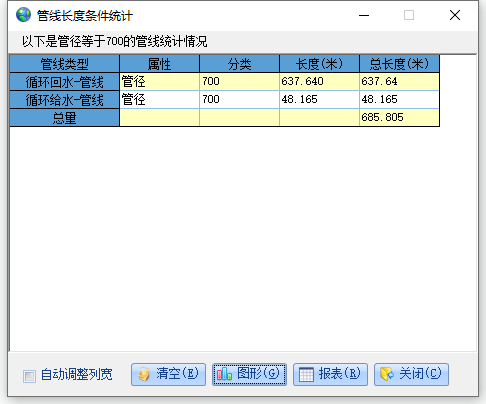 管线长度条件统计
以下是管径等于700的管线统计情况
管线类型 属性 分类 长度(米) 总长度(米)
循环回水-管线 管径 700 637.640 637.64
循环给水-管线 管径 700 48.165 48.165
总量 685.805
自动调整列宽 清空(E) 图形(G) 报表(R) 关闭(C)